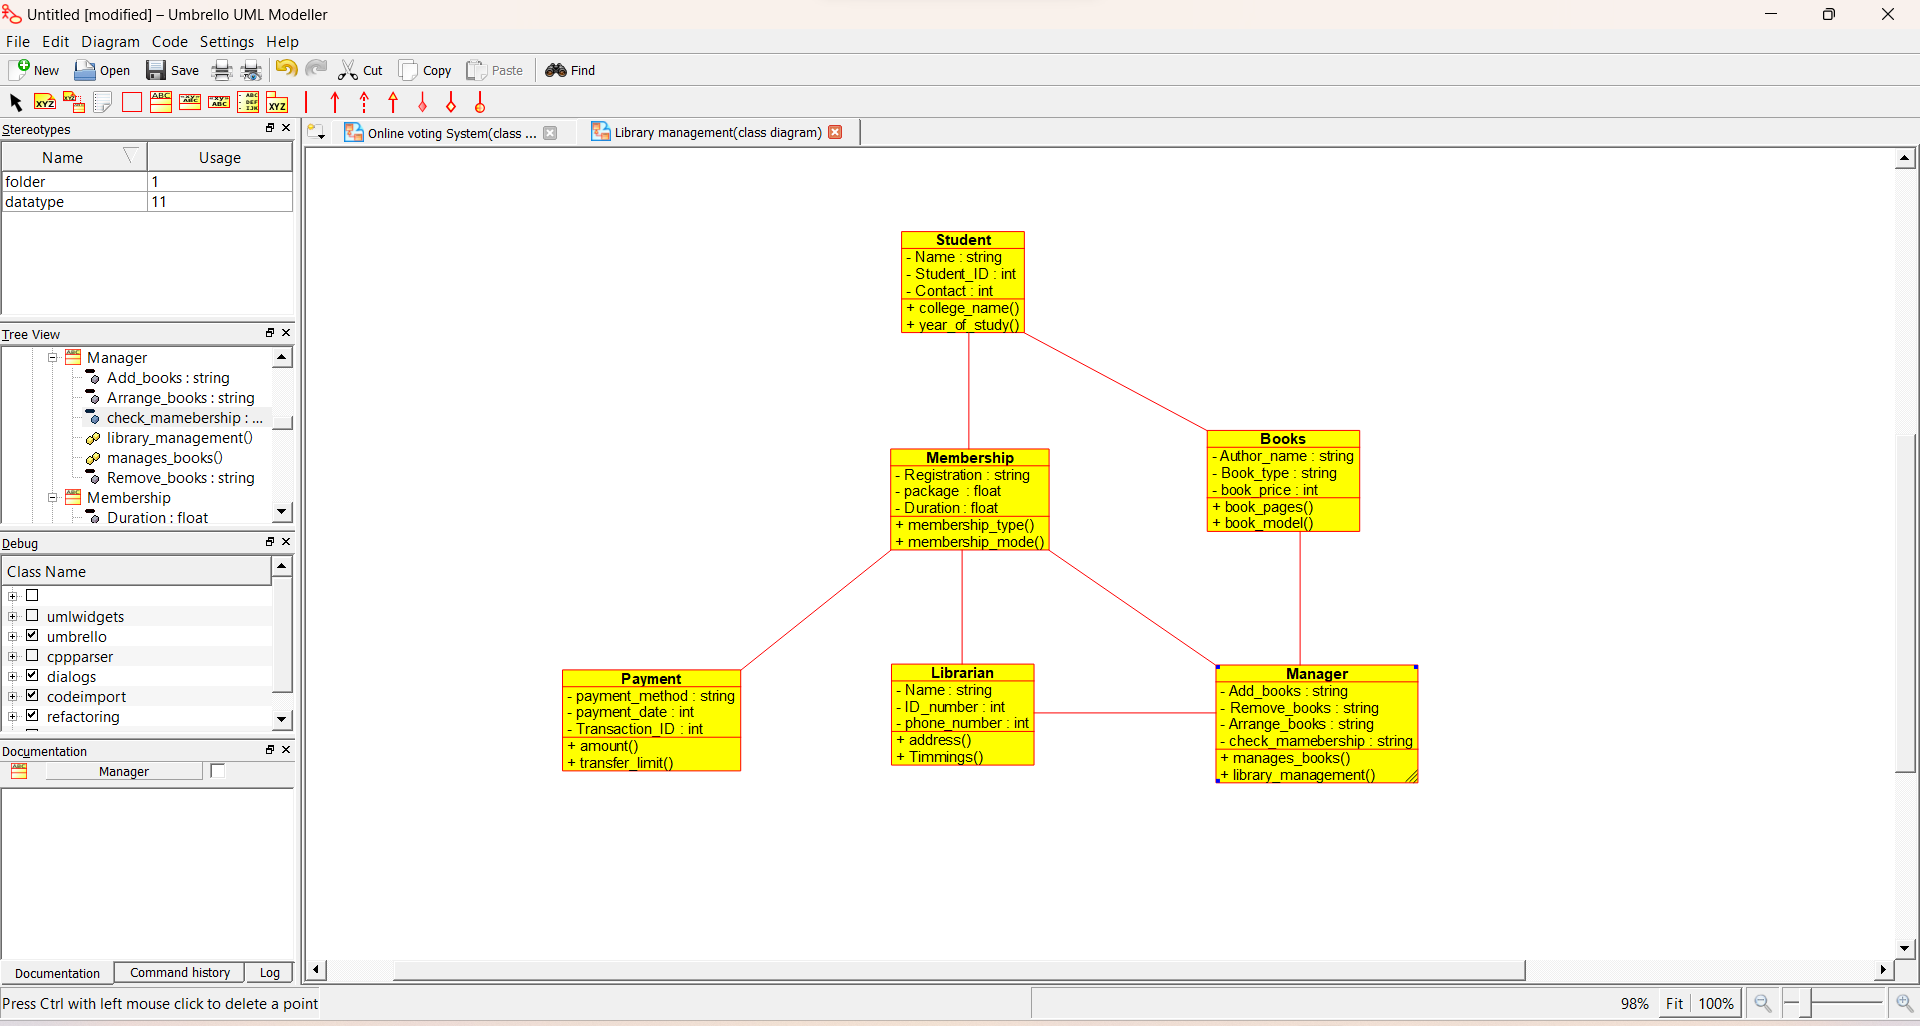 Untitled [modified] – Umbrello UML Modeller
File Edit Diagram Code Settings Help
New Open Save Cut Copy Paste Find
Stereotypes
Name Usage
folder 1
datatype 11
Tree View
Manager
Add_books : string
Arrange_books : string
check_mamebership : ...
library_management()
manages_books()
Remove_books : string
Membership
Duration : float
Debug
Class Name
umlwidgets
umbrello
cppparser
dialogs
codeimport
refactoring
Documentation
Manager
Documentation Command history Log
Press Ctrl with left mouse click to delete a point
Online voting System(class ... Library management(class diagram)
Student
- Name : string
- Student_ID : int
- Contact : int
+ college_name()
+ year_of_study()
Membership
- Registration : string
- package : float
- Duration : float
+ membership_type()
+ membership_mode()
Books
- Author_name : string
- Book_type : string
- book_price : int
+ book_pages()
+ book_model()
Payment
- payment_method : string
- payment_date : int
- Transaction_ID : int
+ amount()
+ transfer_limit()
Librarian
- Name : string
- ID_number : int
- phone_number : int
+ address()
+ Timmings()
Manager
- Add_books : string
- Remove_books : string
- Arrange_books : string
- check_mamebership : string
+ manages_books()
+ library_management()
98% Fit 100%